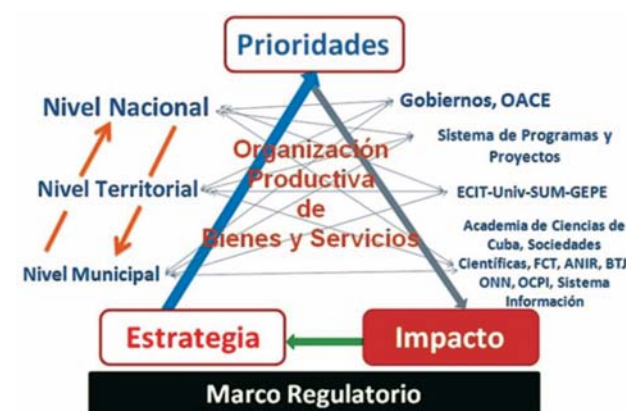 Prioridades
Nivel Nacional
Nivel Territorial
Nivel Municipal
Organización
Productiva
de
Bienes y Servicios
Gobiernos, OACE
Sistema de Programas y
Proyectos
ECIT-Univ-SUM-GEPE
Academia de Ciencias de
Cuba, Sociedades
Científicas, FCT, ANIR, BTJ
ONN, OCPI, Sistema
Información
Estrategia
Impacto
Marco Regulatorio